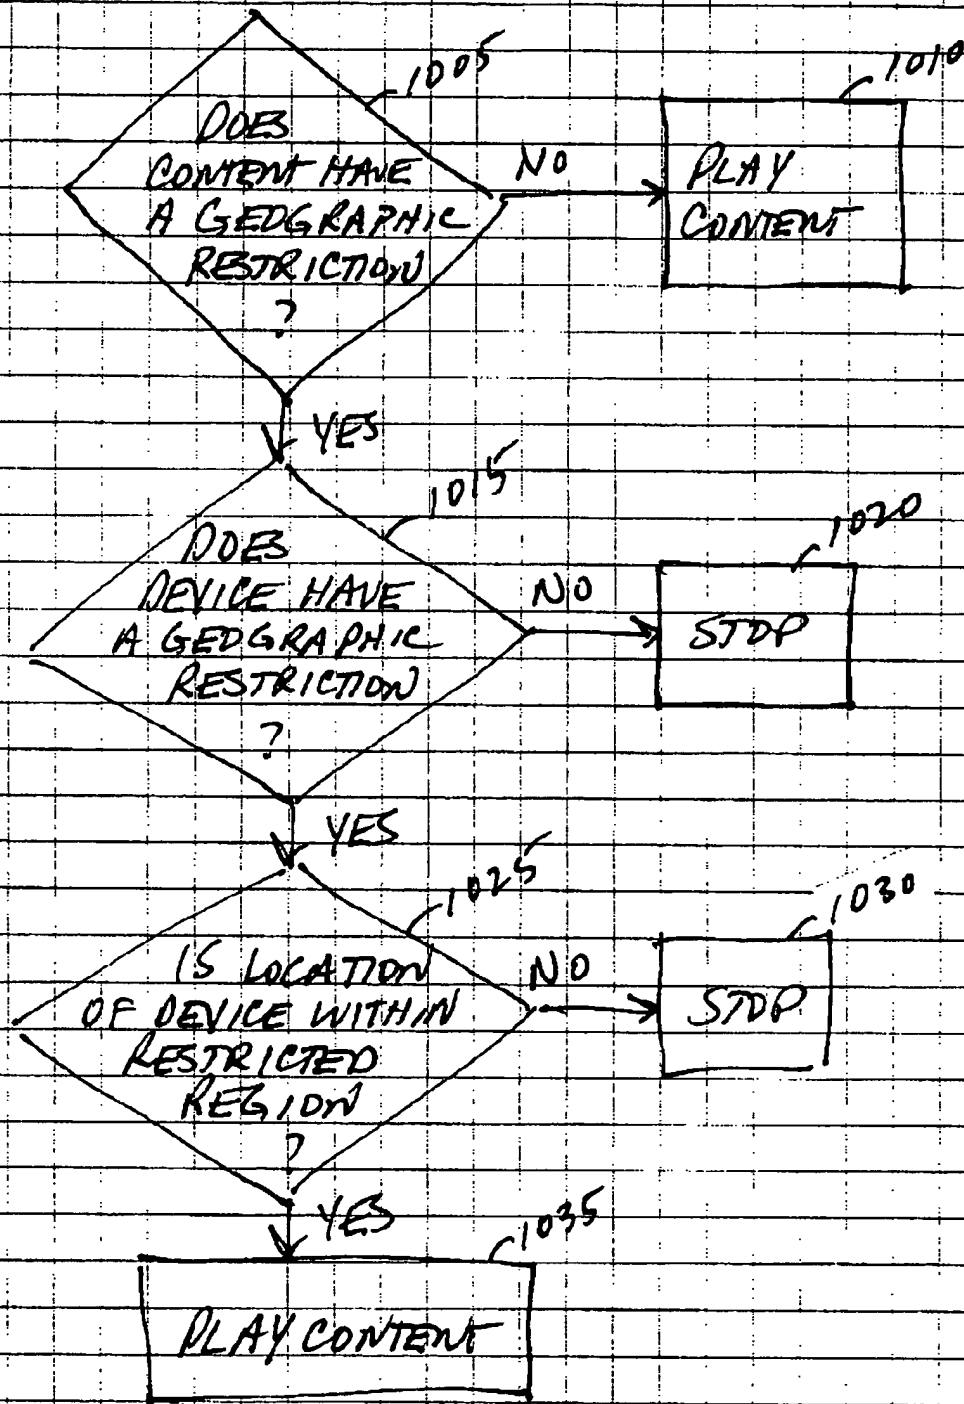 1005
DOES
CONTENT HAVE
A GEOGRAPHIC
RESTRICTION
?
NO
1010
PLAY
CONTENT
YES
1015
DOES
DEVICE HAVE
A GEOGRAPHIC
RESTRICTION
?
NO
1020
STOP
YES
1025
IS LOCATION
OF DEVICE WITHIN
RESTRICTED
REGION
?
NO
1030
STOP
YES
1035
PLAY CONTENT